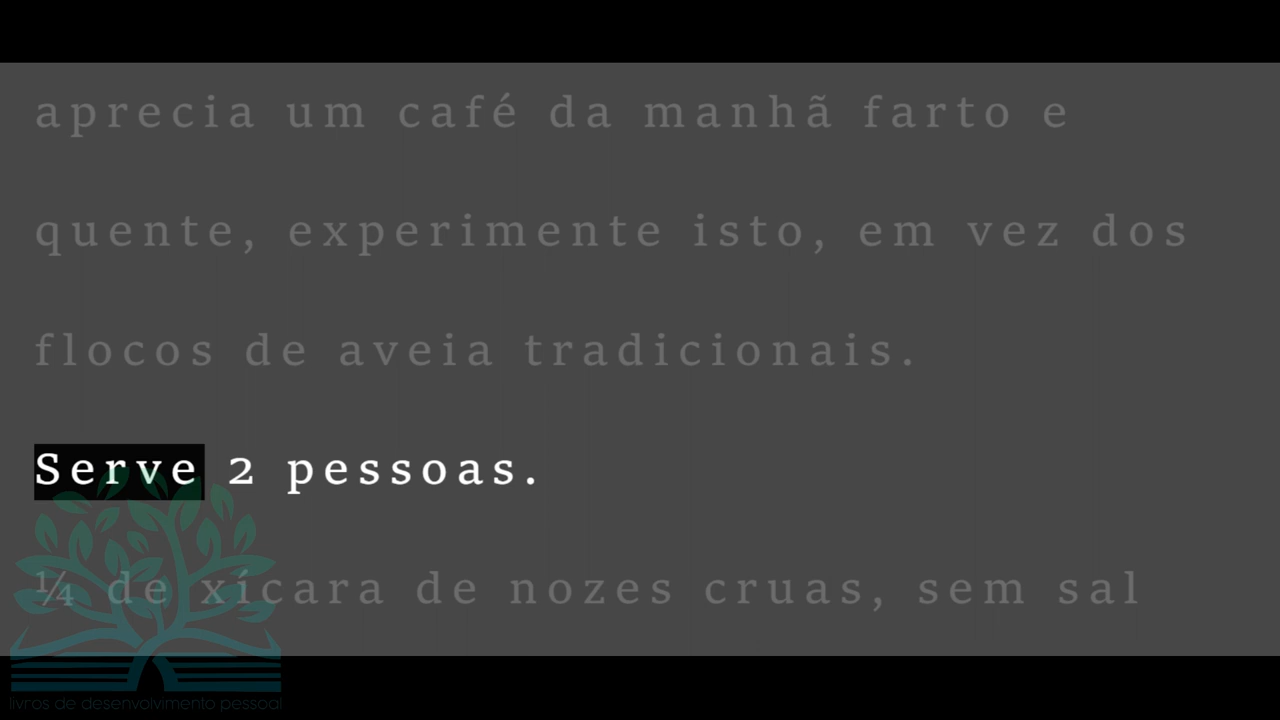 aprecia um café da manhã farto e
quente, experimente isto, em vez dos
flocos de aveia tradicionais.
Serve 2 pessoas.
¼ de xícara de nozes cruas, sem sal
livros de desenvolvimento pessoal